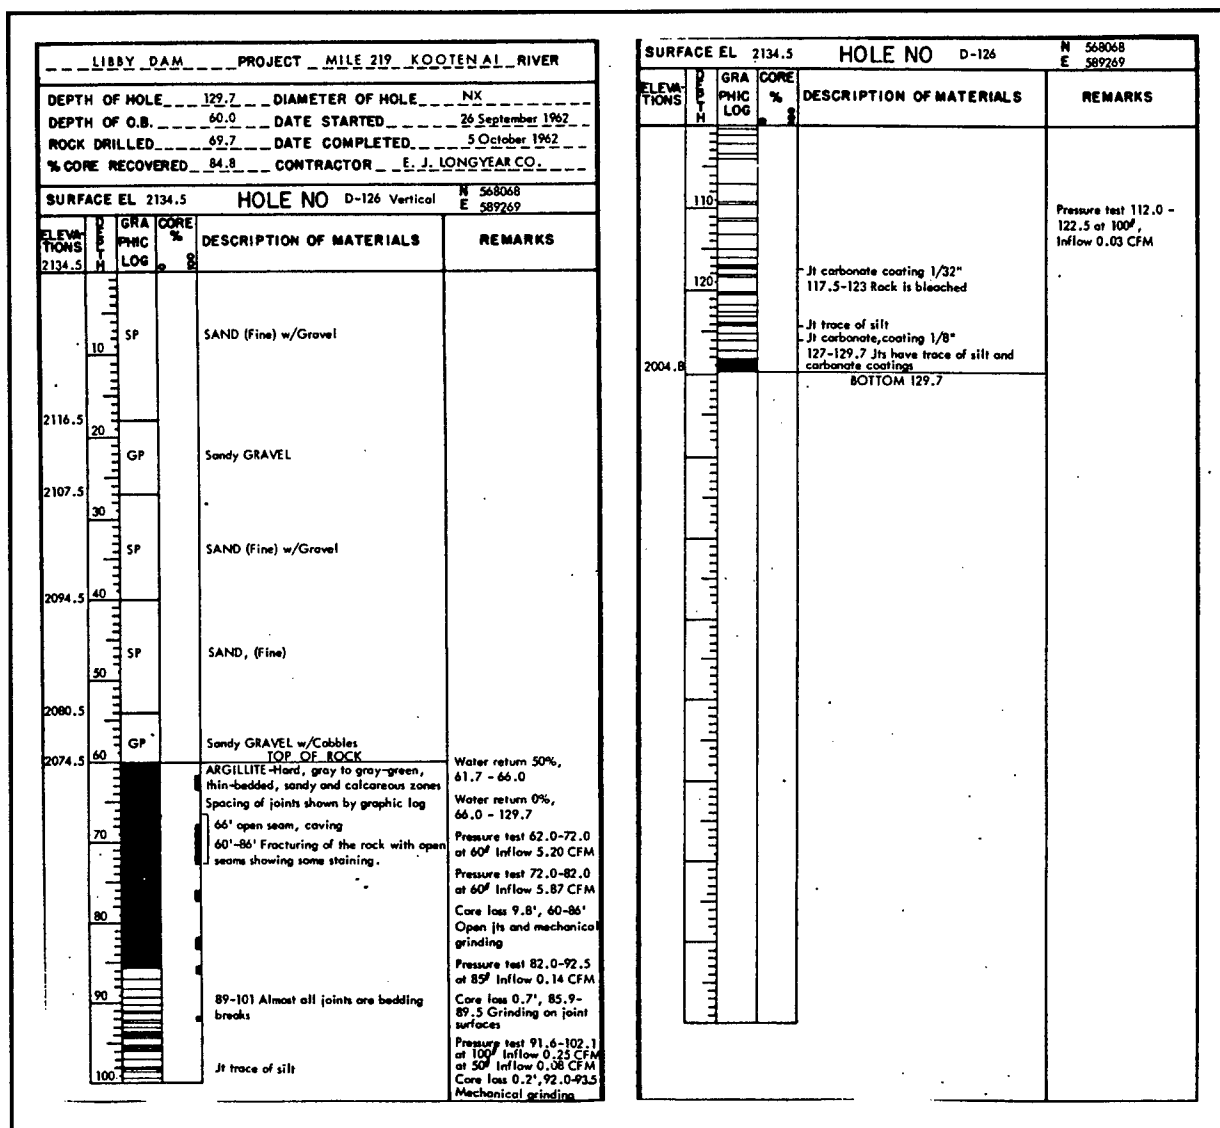 LIBBY DAM PROJECT MILE 219 KOOTENAI RIVER
DEPTH OF HOLE 129.7 DIAMETER OF HOLE NX
DEPTH OF O.B. 60.0 DATE STARTED 26 September 1962
ROCK DRILLED 69.7 DATE COMPLETED 5 October 1962
% CORE RECOVERED 84.8 CONTRACTOR E. J. LONGYEAR CO.
SURFACE EL 2134.5 HOLE NO D-126 Vertical N 568068
E 589269
ELEVA-TIONS DEPTH GRA PHIC LOG CORE % DESCRIPTION OF MATERIALS REMARKS
0 100
2134.5
SP SAND (Fine) w/Gravel
10
2116.5
20
GP Sandy GRAVEL
2107.5
30
SP SAND (Fine) w/Gravel
2094.5 40
SP SAND, (Fine)
50
2080.5
GP Sandy GRAVEL w/Cobbles
2074.5 60 TOP OF ROCK
ARGILLITE-Hard, gray to gray-green,
thin-bedded, sandy and calcareous zones
Spacing of joints shown by graphic log
66' open seam, caving
70
60'-86' Fracturing of the rock with open
seams showing some staining.
80
90
89-101 Almost all joints are bedding
breaks
Jt trace of silt
100
Water return 50%,
61.7 - 66.0
Water return 0%,
66.0 - 129.7
Pressure test 62.0-72.0
at 60# Inflow 5.20 CFM
Pressure test 72.0-82.0
at 60# Inflow 5.87 CFM
Core loss 9.8', 60-86'
Open jts and mechanical
grinding
Pressure test 82.0-92.5
at 85# Inflow 0.14 CFM
Core loss 0.7', 85.9-
89.5 Grinding on joint
surfaces
Pressure test 91.6-102.1
at 100# Inflow 0.25 CFM
at 50# Inflow 0.08 CFM
Core loss 0.2', 92.0-93.5
Mechanical grinding
SURFACE EL 2134.5 HOLE NO D-126 N 568068
E 589269
ELEVA-TIONS DEPTH GRA PHIC LOG CORE % DESCRIPTION OF MATERIALS REMARKS
0 100
110
Pressure test 112.0 -
122.5 at 100#,
Inflow 0.03 CFM
Jt carbonate coating 1/32"
120
117.5-123 Rock is bleached
Jt trace of silt
Jt carbonate, coating 1/8"
127-129.7 Jts have trace of silt and
2004.8 carbonate coatings
BOTTOM 129.7